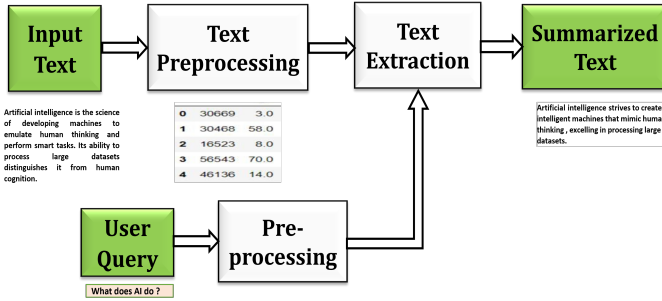 Input
Text
Text
Preprocessing
Text
Extraction
Summarized
Text
Artificial intelligence is the science
of developing machines to
emulate human thinking and
perform smart tasks. Its ability to
process large datasets
distinguishes it from human
cognition.
0 30669 3.0
1 30468 58.0
2 16523 8.0
3 56543 70.0
4 46136 14.0
Artificial intelligence strives to create
intelligent machines that mimic huma
thinking , excelling in processing large
datasets.
User
Query
Pre-
processing
What does AI do ?